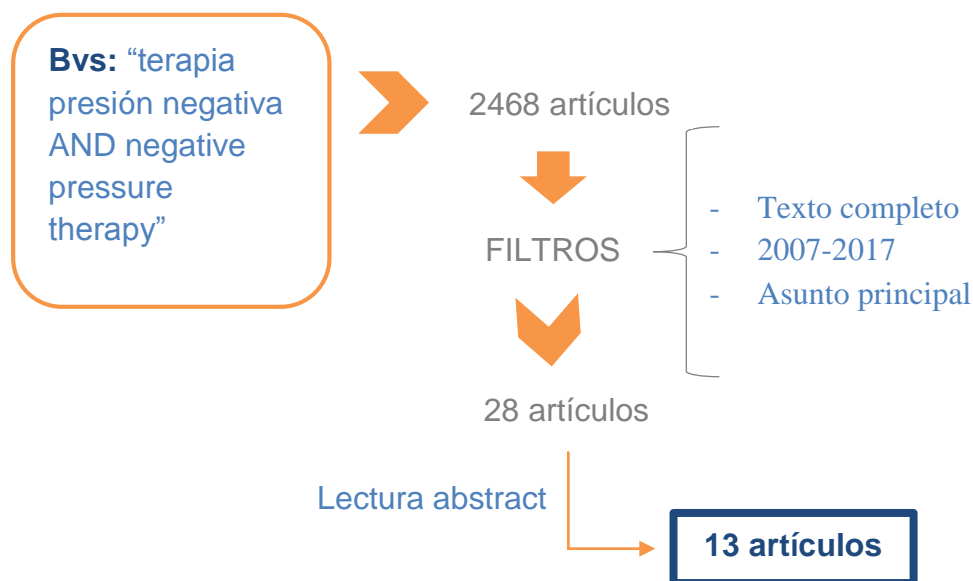 Bvs: “terapia
presión negativa
AND negative
pressure
therapy”
2468 artículos
FILTROS
- Texto completo
- 2007-2017
- Asunto principal
28 artículos
Lectura abstract
13 artículos